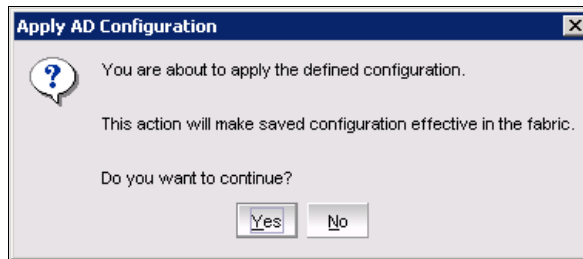 Apply AD Configuration
You are about to apply the defined configuration.
This action will make saved configuration effective in the fabric.
Do you want to continue?
Yes No